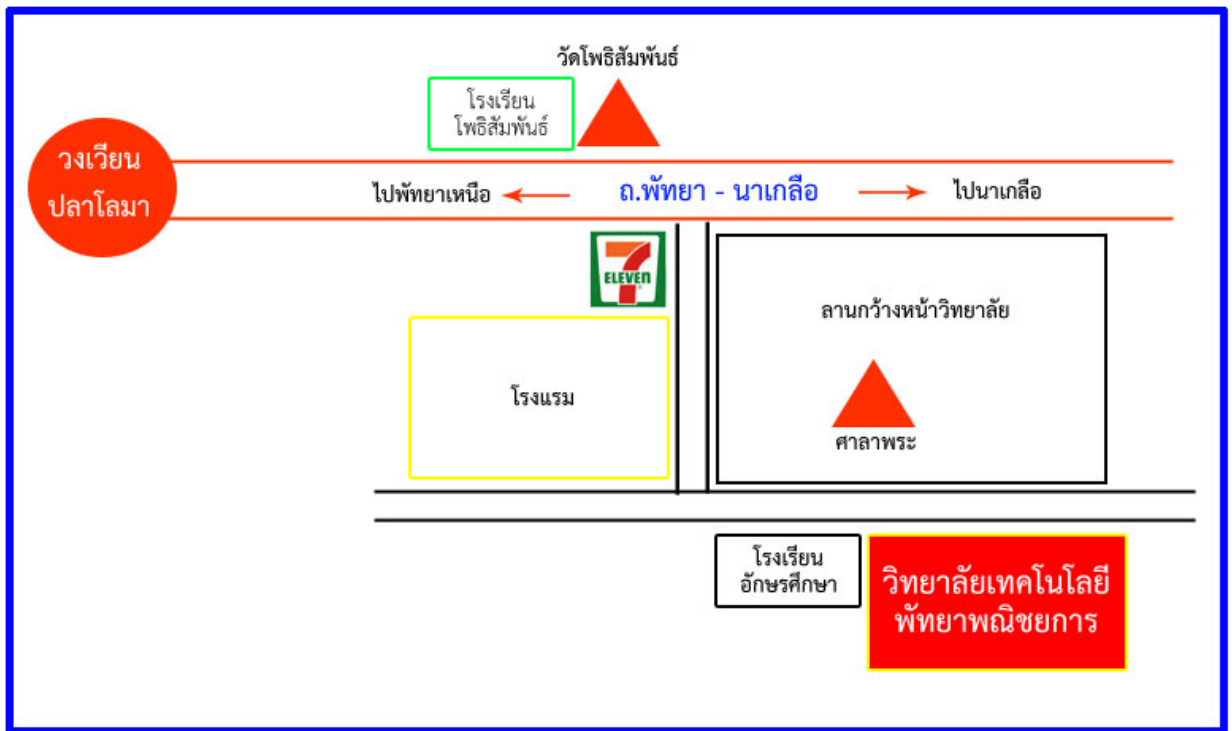 วัดโพธิสัมพันธ์
โรงเรียน
โพธิสัมพันธ์
วงเวียน
ปลาโลมา
ไปพัทยาเหนือ
ถ.พัทยา - นาเกลือ
ไปนาเกลือ
7
ELEVEN
ลานกว้างหน้าวิทยาลัย
โรงแรม
ศาลาพระ
โรงเรียน
อักษรศึกษา
วิทยาลัยเทคโนโลยี
พัทยาพณิชยการ